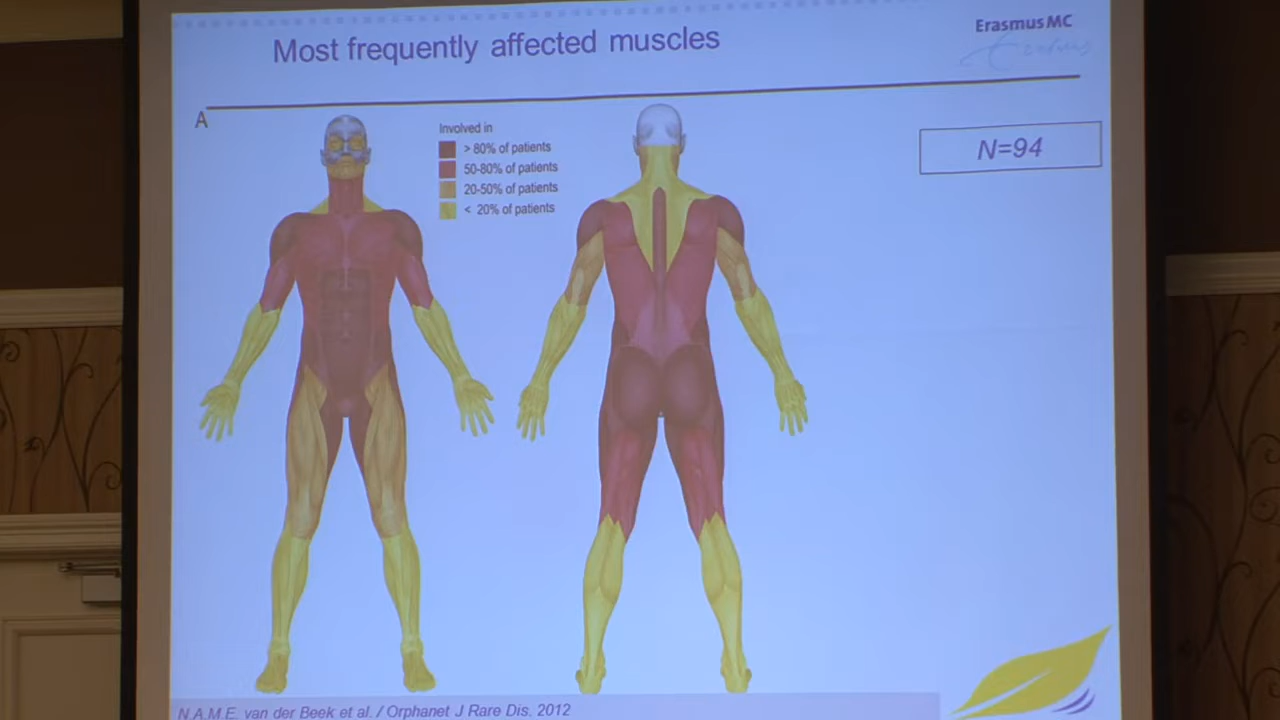 Most frequently affected muscles
Erasmus MC
Erasmus
A
Involved in
> 80% of patients
50-80% of patients
20-50% of patients
< 20% of patients
N=94
N.A.M.E. van der Beek et al. / Orphanet J Rare Dis. 2012